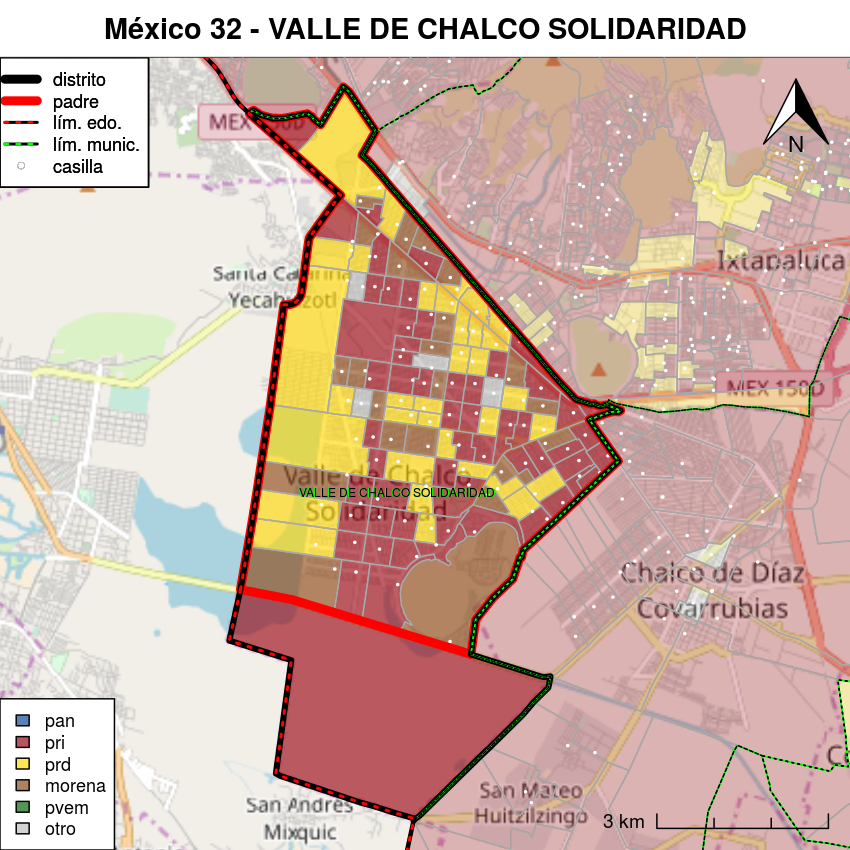 México 32 - VALLE DE CHALCO SOLIDARIDAD
distrito
padre
lím. edo.
lím. munic.
casilla
N
Santa Catarina
Yecahuizotl
Ixtapaluca
MEX 150D
Valle de Chalco
Solidaridad
VALLE DE CHALCO SOLIDARIDAD
Chalco de Díaz
Covarrubias
San Andrés
Mixquic
San Mateo
Huitzilzingo
3 km
pan
pri
prd
morena
pvem
otro